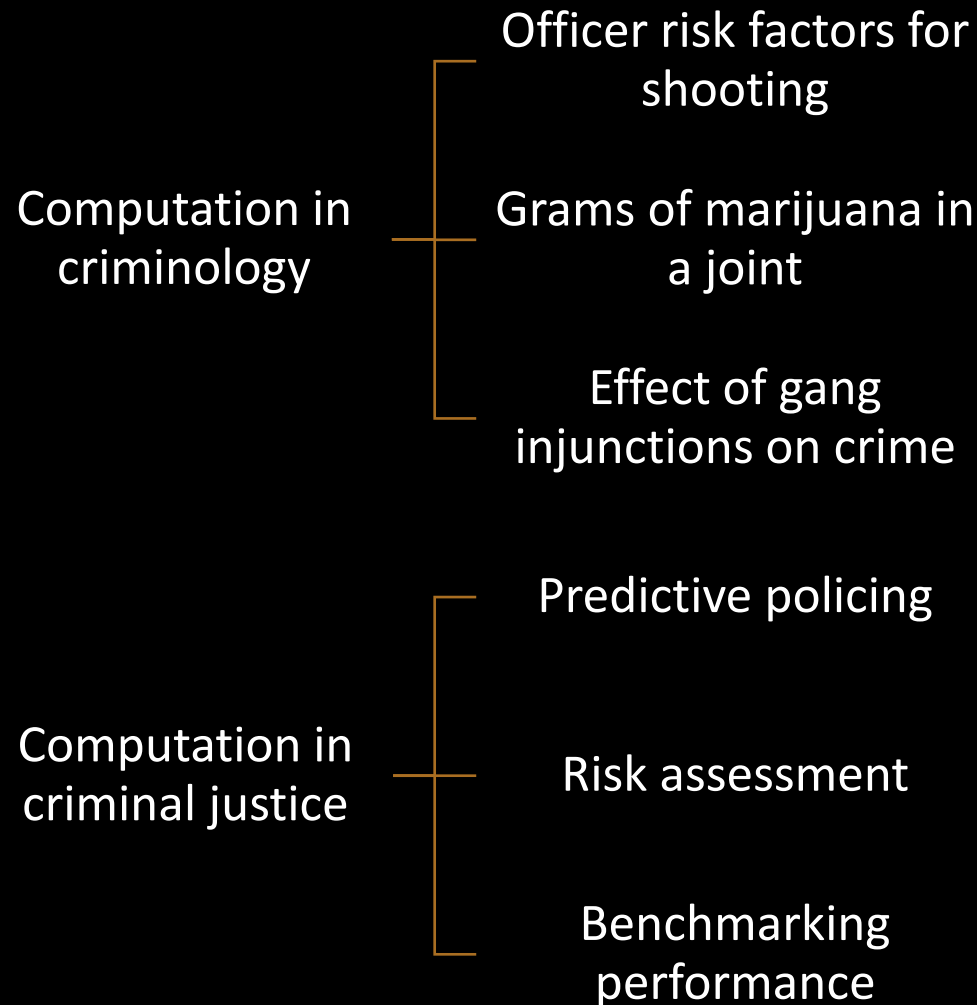 Computation in
criminology
Officer risk factors for
shooting
Grams of marijuana in
a joint
Effect of gang
injunctions on crime
Computation in
criminal justice
Predictive policing
Risk assessment
Benchmarking
performance